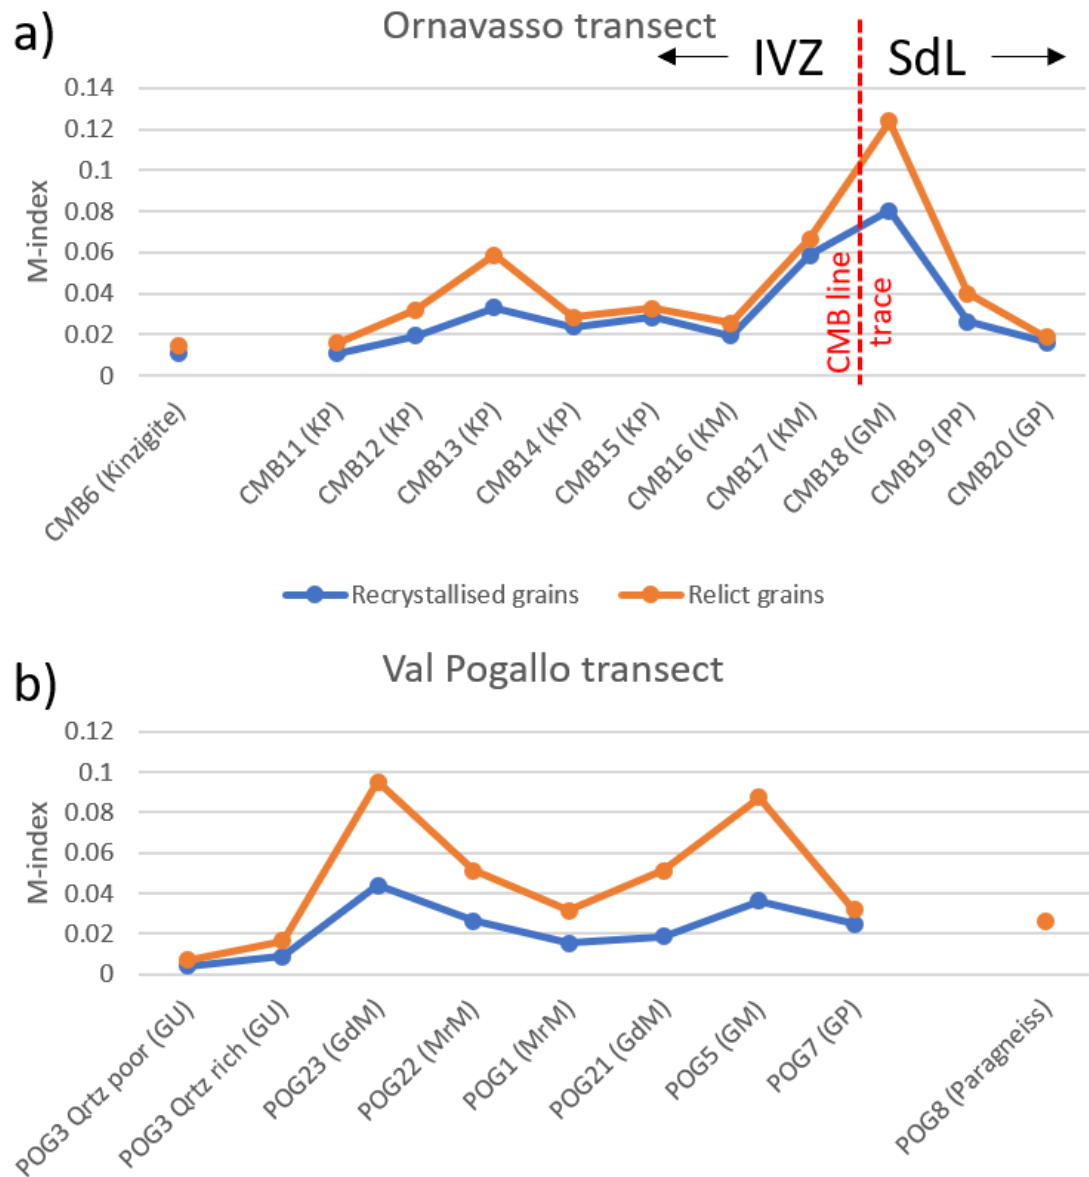 a)
Ornavasso transect
IVZ
SdL
0.14
0.12
0.1
0.08
0.06
0.04
0.02
0
M-index
CMB line
trace
CMB6 (Kinzigite)
CMB11 (KP)
CMB12 (KP)
CMB13 (KP)
CMB14 (KP)
CMB15 (KP)
CMB16 (KM)
CMB17 (KM)
CMB18 (GM)
CMB19 (PP)
CMB20 (GP)
Recrystallised grains
Relict grains
b)
Val Pogallo transect
0.12
0.1
0.08
0.06
0.04
0.02
0
M-index
POG3 Qrtz poor (GU)
POG3 Qrtz rich (GU)
POG23 (GdM)
POG22 (MrM)
POG1 (MrM)
POG21 (GdM)
POG5 (GM)
POG7 (GP)
POG8 (Paragneiss)